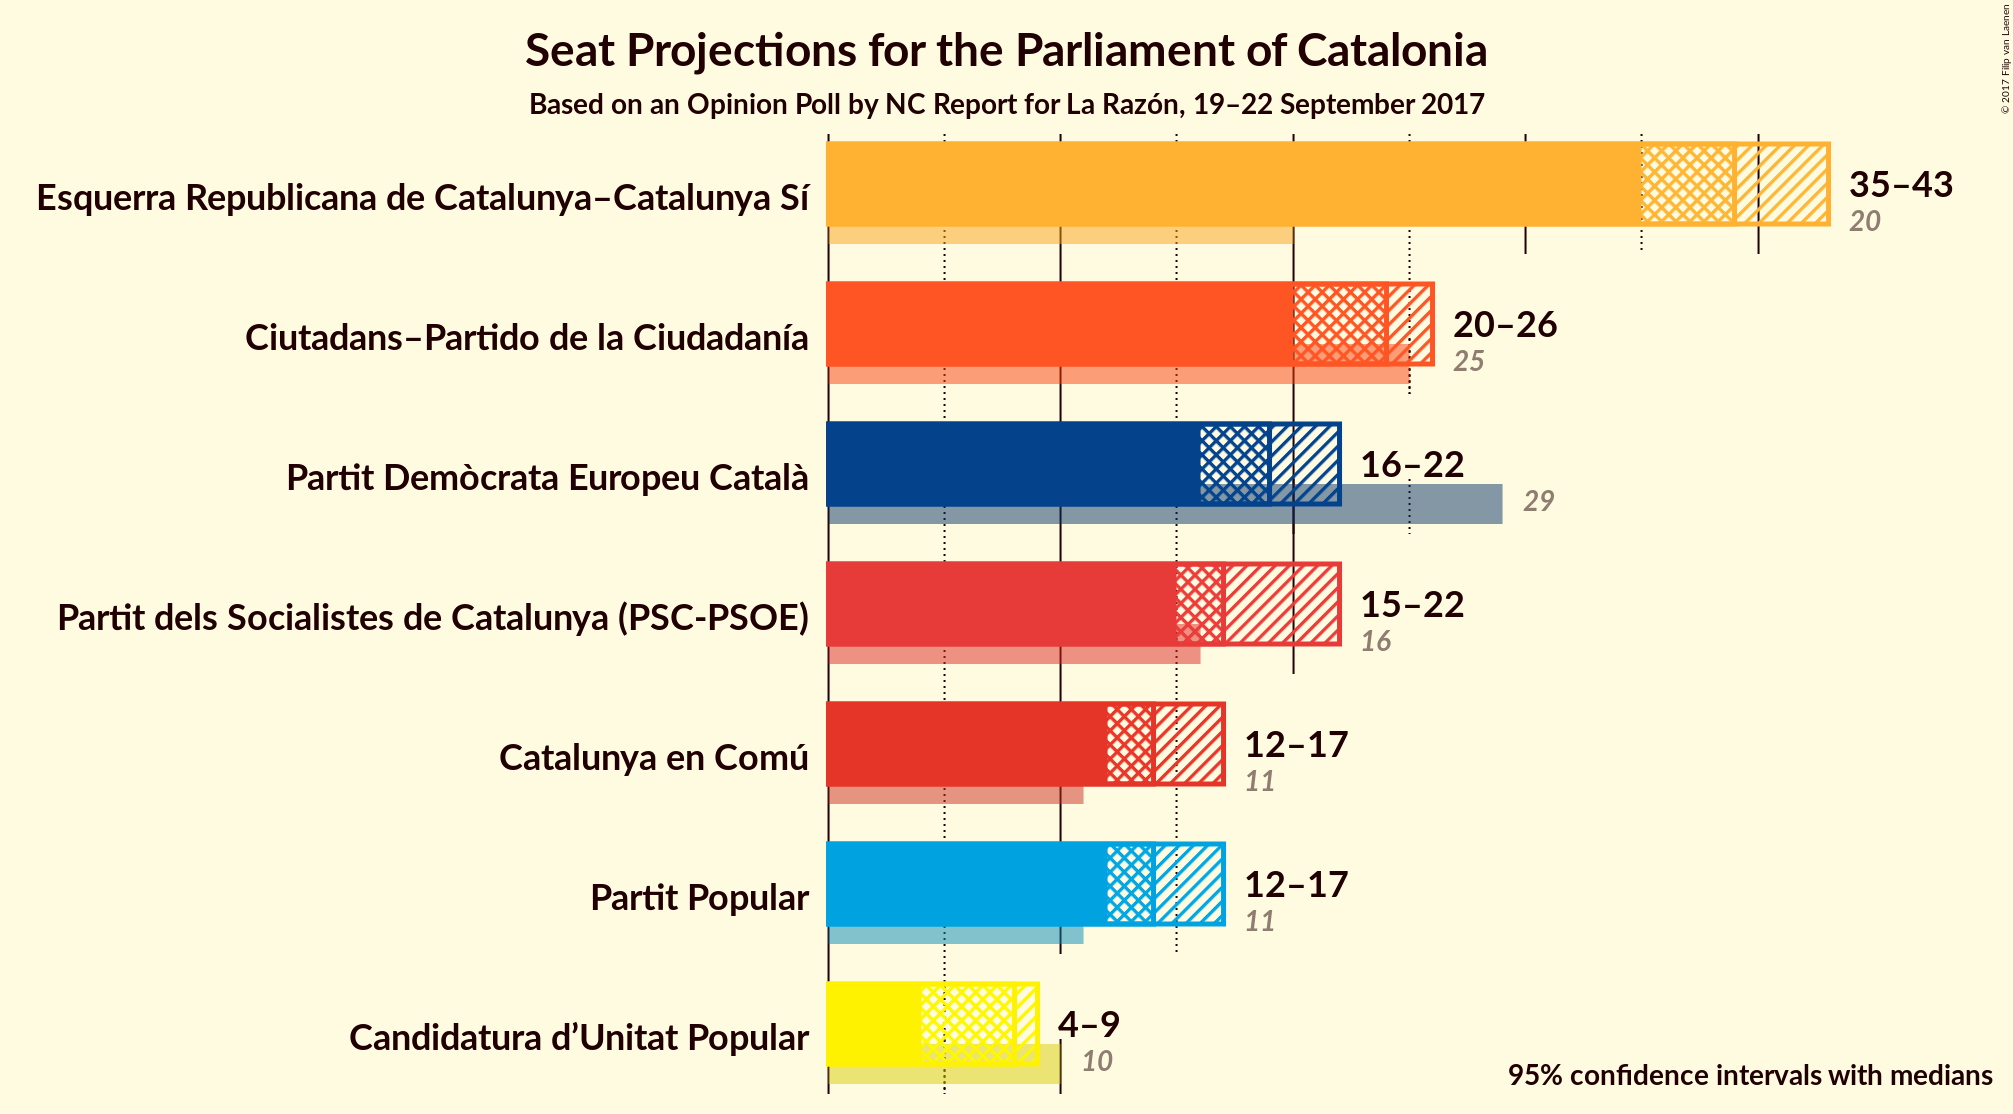 Seat Projections for the Parliament of Catalonia
Based on an Opinion Poll by NC Report for La Razón, 19–22 September 2017
© 2017 Filip van Laenen
Esquerra Republicana de Catalunya–Catalunya Sí
35–43
20
Ciutadans–Partido de la Ciudadanía
20–26
25
Partit Demòcrata Europeu Català
16–22
29
Partit dels Socialistes de Catalunya (PSC-PSOE)
15–22
16
Catalunya en Comú
12–17
11
Partit Popular
12–17
11
Candidatura d’Unitat Popular
4–9
10
95% confidence intervals with medians